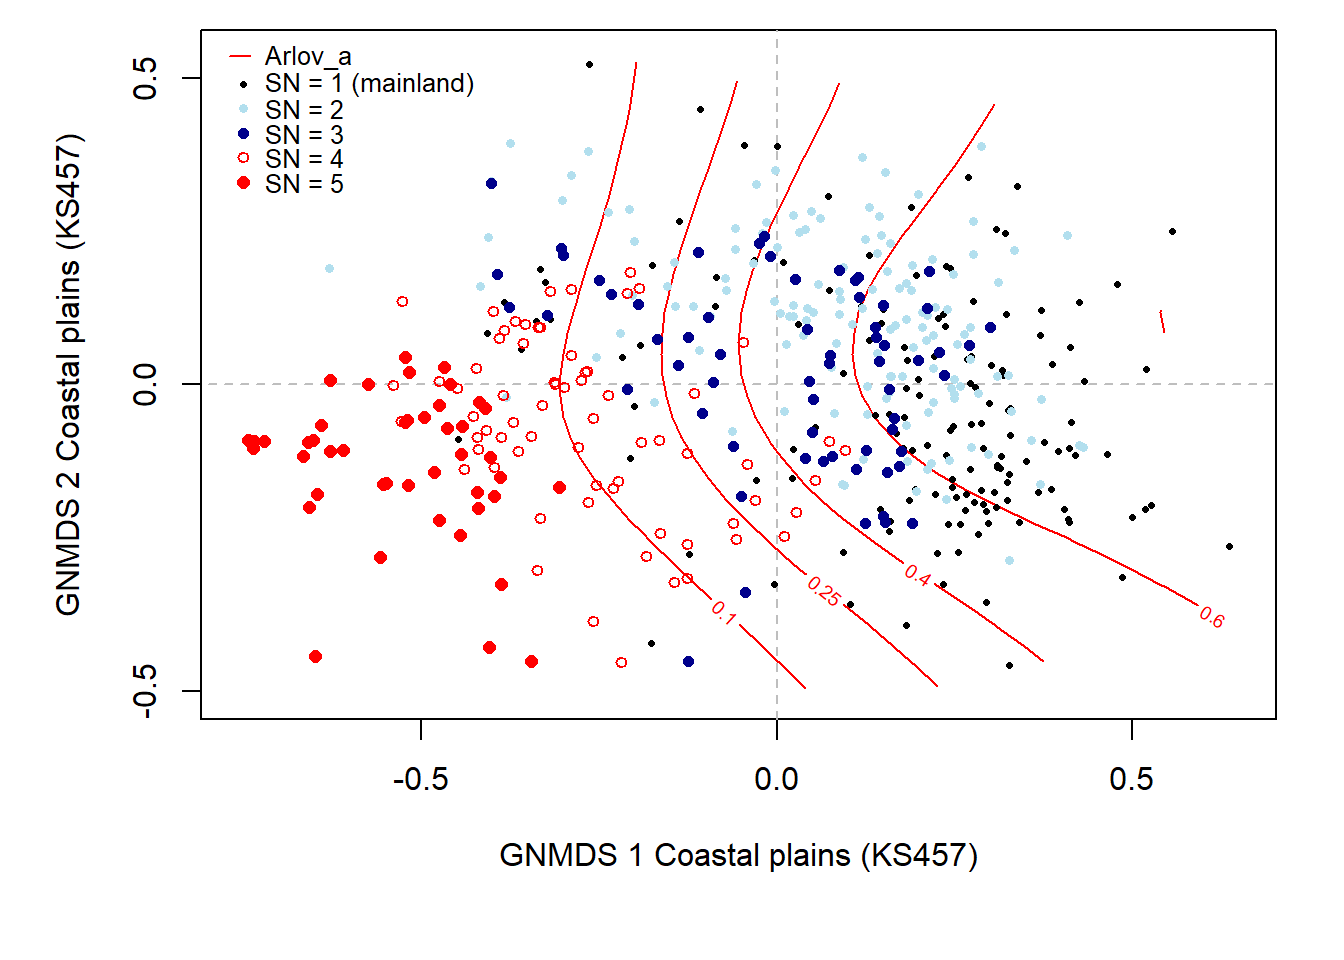 Arlov_a
SN = 1 (mainland)
SN = 2
SN = 3
SN = 4
SN = 5
0.5
0.0
-0.5
GNMDS 2 Coastal plains (KS457)
0.1
0.25
0.4
0.6
-0.5
0.0
0.5
GNMDS 1 Coastal plains (KS457)